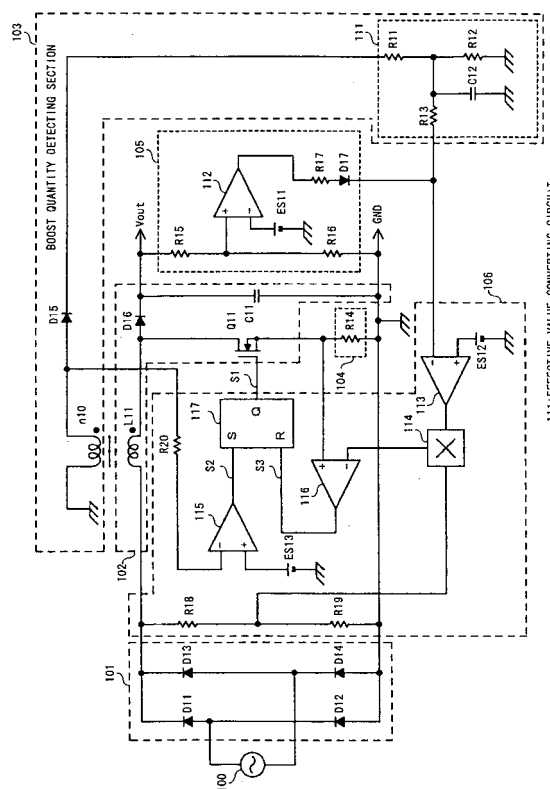 103
BOOST QUANTITY DETECTING SECTION
111
R11
R12
C12
R13
D15
105
112
+
-
R17
D17
ES11
R15
R16
Vout
GND
n10
L11
D16
C11
Q11
R14
104
106
S1
117
Q
S
R
R20
S2
S3
115
-
+
ES13
116
+
-
113
-
+
ES12
114
102
R18
R19
101
D13
D14
D11
D12
100
111:EFFECTIVE VALUE CONVERTING CIRCUIT